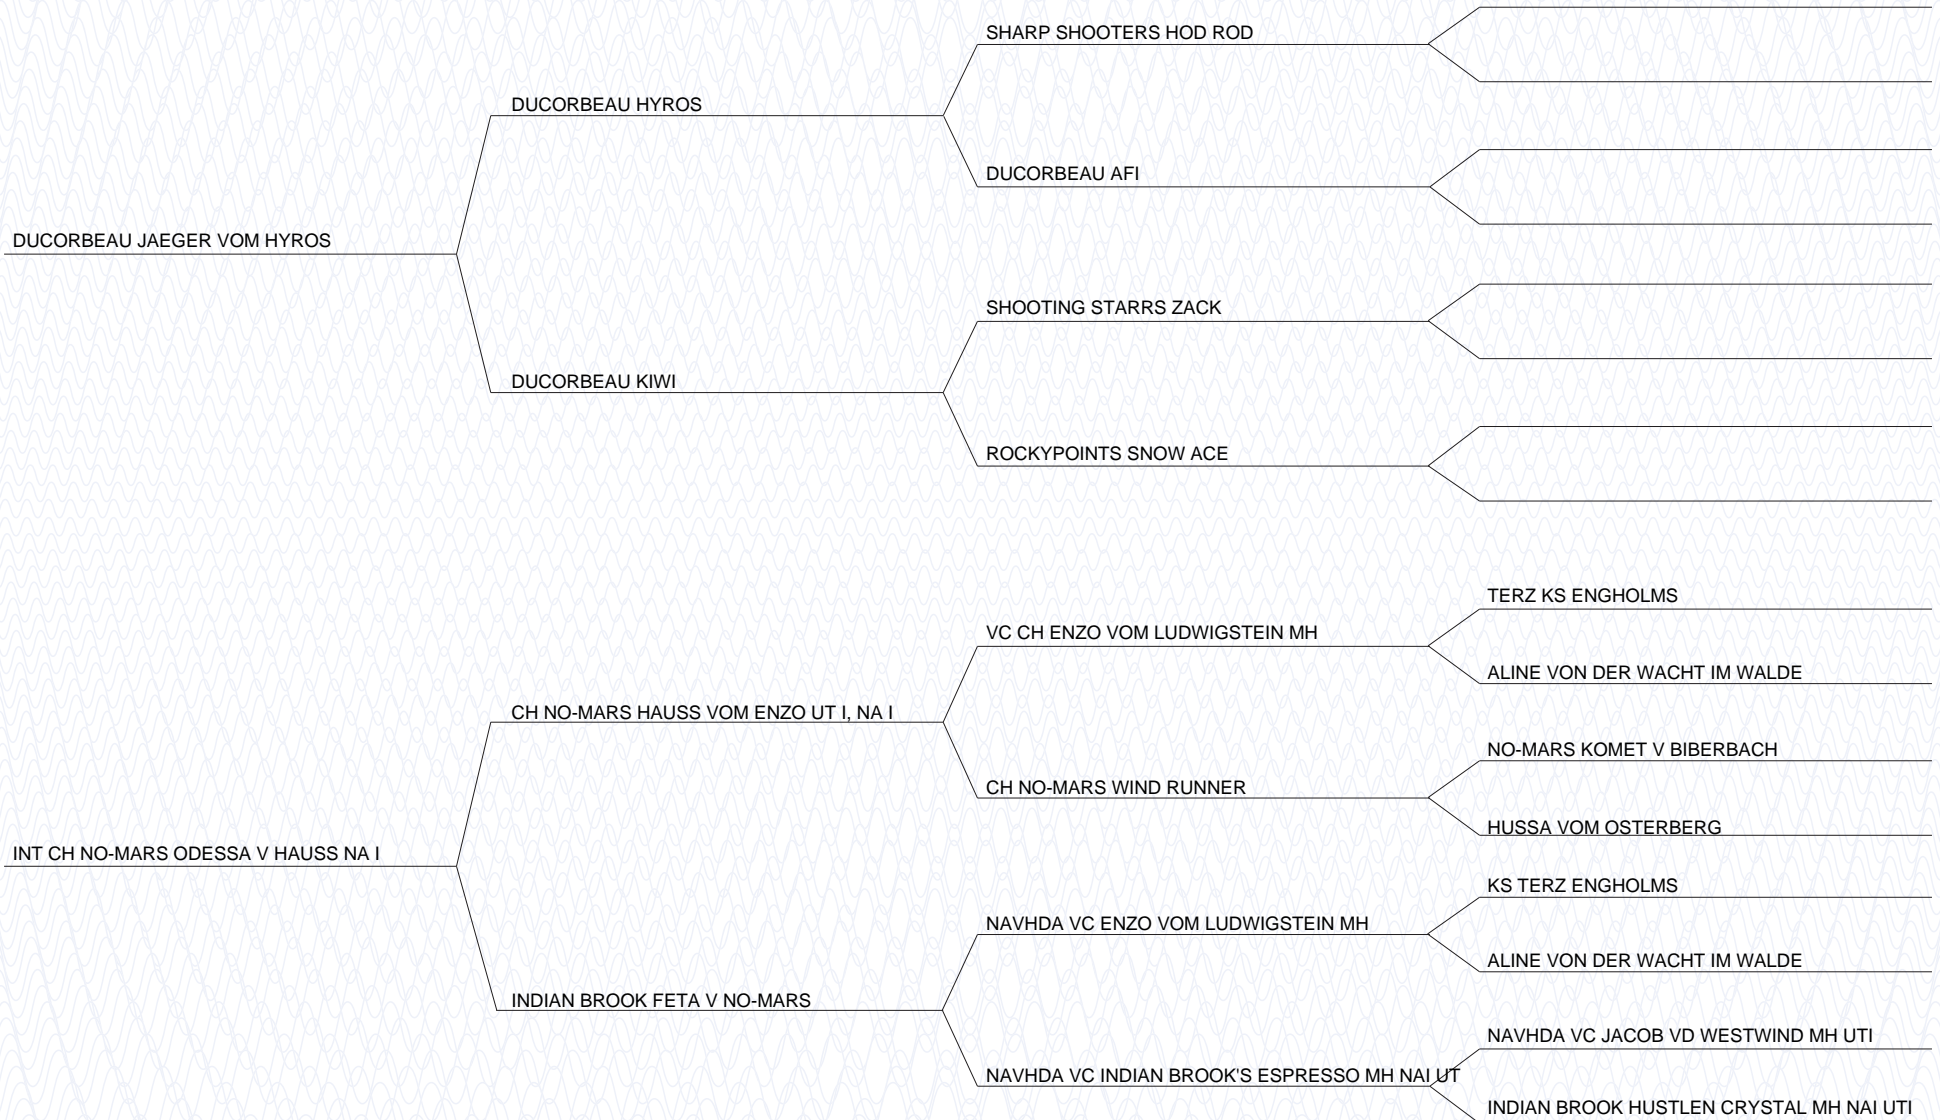 SHARP SHOOTERS HOD ROD
DUCORBEAU HYROS
DUCORBEAU AFI
DUCORBEAU JAEGER VOM HYROS
SHOOTING STARRS ZACK
DUCORBEAU KIWI
ROCKYPOINTS SNOW ACE
TERZ KS ENGHOLMS
VC CH ENZO VOM LUDWIGSTEIN MH
ALINE VON DER WACHT IM WALDE
CH NO-MARS HAUSS VOM ENZO UT I, NA I
NO-MARS KOMET V BIBERBACH
CH NO-MARS WIND RUNNER
HUSSA VOM OSTERBERG
INT CH NO-MARS ODESSA V HAUSS NA I
KS TERZ ENGHOLMS
NAVHDA VC ENZO VOM LUDWIGSTEIN MH
ALINE VON DER WACHT IM WALDE
INDIAN BROOK FETA V NO-MARS
NAVHDA VC JACOB VD WESTWIND MH UTI
NAVHDA VC INDIAN BROOK'S ESPRESSO MH NAI UT
INDIAN BROOK HUSTLEN CRYSTAL MH NAI UTI